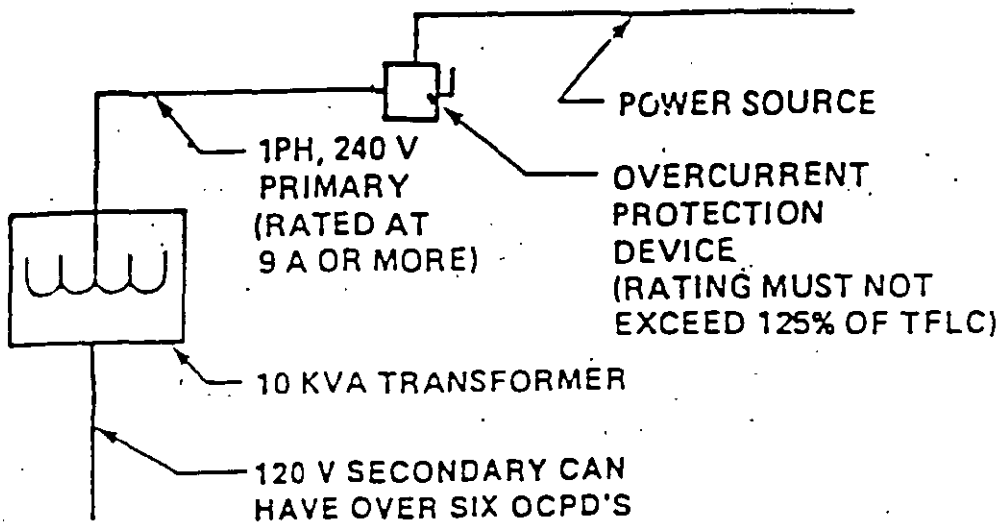 POWER SOURCE
1PH, 240 V
PRIMARY
(RATED AT
9 A OR MORE)
OVERCURRENT
PROTECTION
DEVICE
(RATING MUST NOT
EXCEED 125% OF TFLC)
10 KVA TRANSFORMER
120 V SECONDARY CAN
HAVE OVER SIX OCPD'S